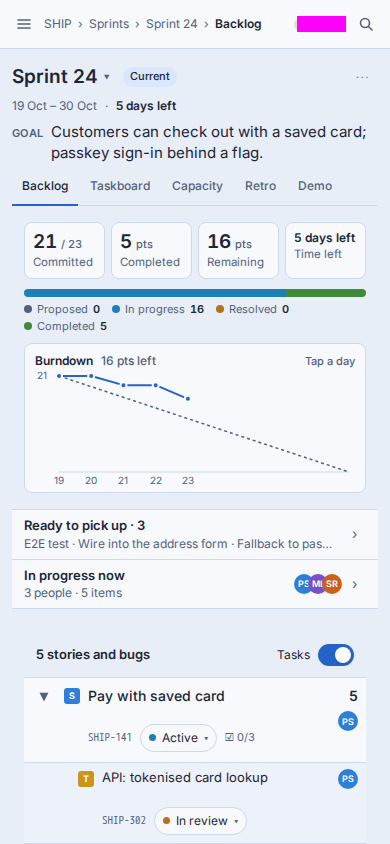 SHIP › Sprints › Sprint 24 › Backlog
Sprint 24 ▾ Current ...
19 Oct – 30 Oct · 5 days left
GOAL Customers can check out with a saved card;
passkey sign-in behind a flag.
Backlog Taskboard Capacity Retro Demo
21 / 23 5 pts 16 pts 5 days left
Committed Completed Remaining Time left
Proposed 0 In progress 16 Resolved 0
Completed 5
Burndown 16 pts left Tap a day
21
19 20 21 22 23
Ready to pick up · 3
E2E test · Wire into the address form · Fallback to pas...
In progress now PS SR
3 people · 5 items
5 stories and bugs Tasks
▼ S Pay with saved card 5
PS
SHIP-141 Active ▾ ☑ 0/3
T API: tokenised card lookup PS
SHIP-302 In review ▾